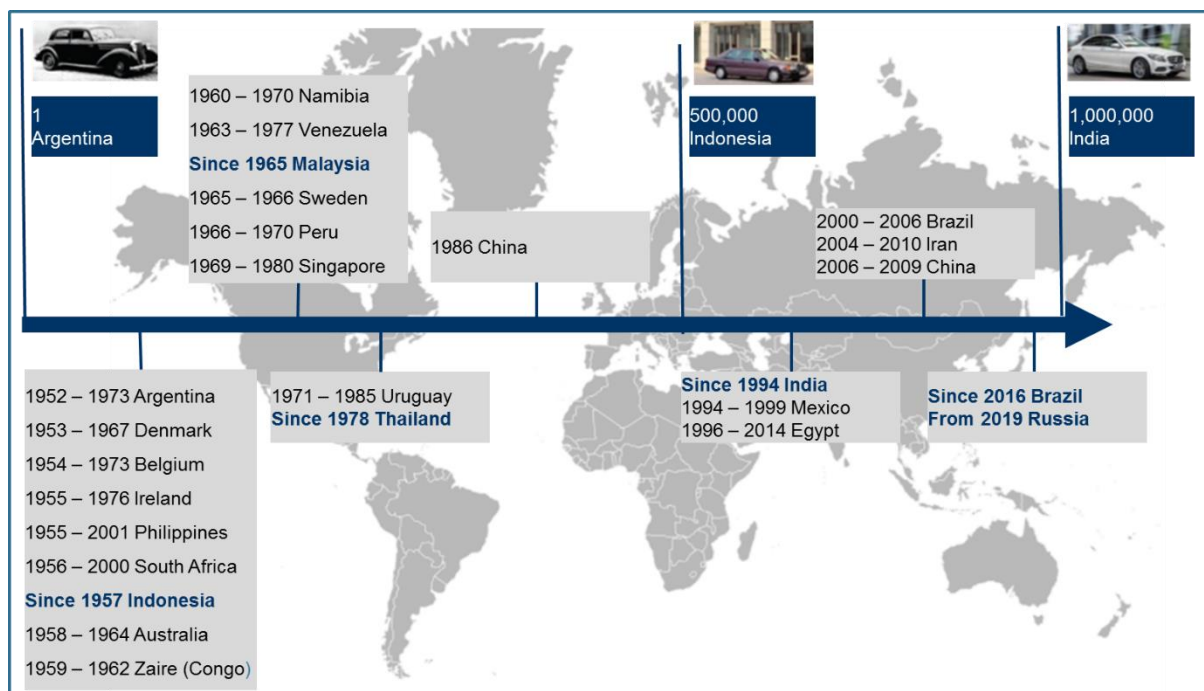 1
Argentina
1960 – 1970 Namibia
1963 – 1977 Venezuela
Since 1965 Malaysia
1965 – 1966 Sweden
1966 – 1970 Peru
1969 – 1980 Singapore
1986 China
500,000
Indonesia
2000 – 2006 Brazil
2004 – 2010 Iran
2006 – 2009 China
1,000,000
India
1952 – 1973 Argentina
1953 – 1967 Denmark
1954 – 1973 Belgium
1955 – 1976 Ireland
1955 – 2001 Philippines
1956 – 2000 South Africa
Since 1957 Indonesia
1958 – 1964 Australia
1959 – 1962 Zaire (Congo)
1971 – 1985 Uruguay
Since 1978 Thailand
Since 1994 India
1994 – 1999 Mexico
1996 – 2014 Egypt
Since 2016 Brazil
From 2019 Russia